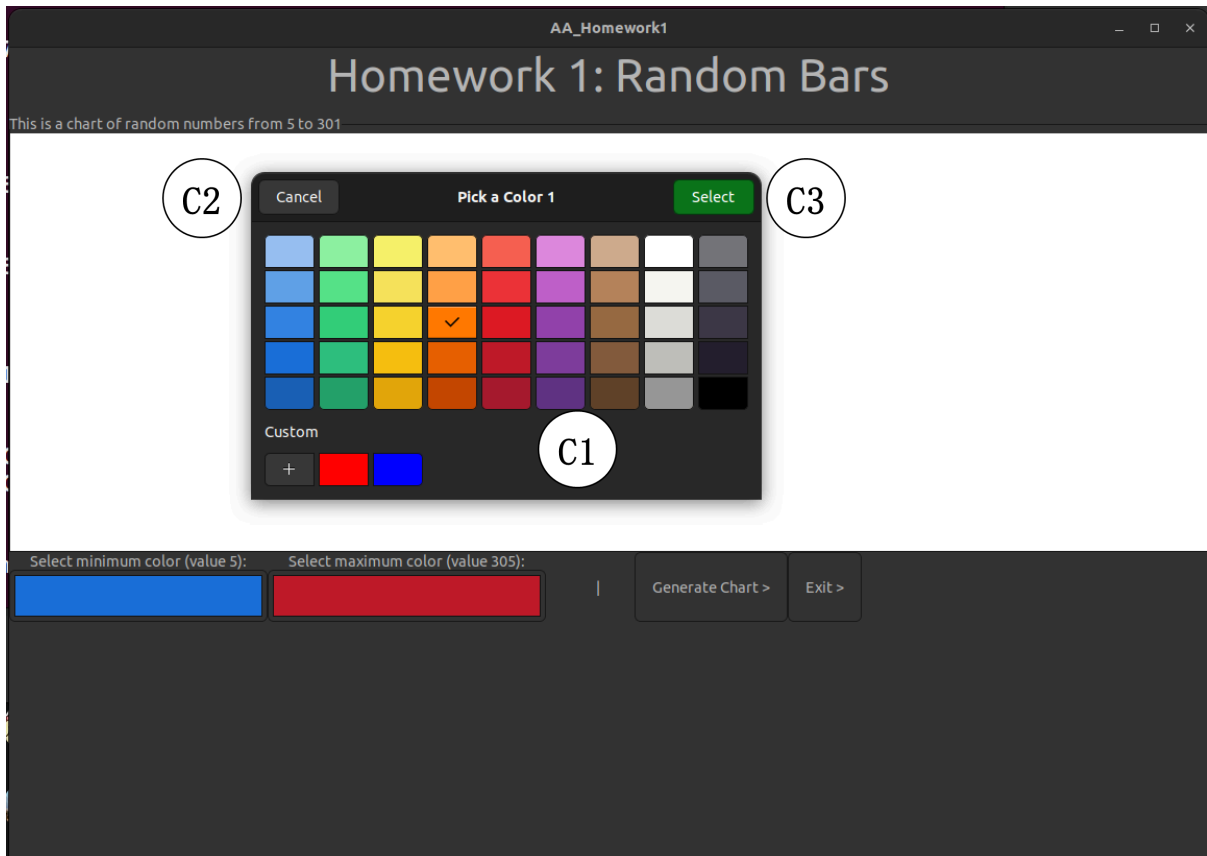 AA_Homework1
Homework 1: Random Bars
This is a chart of random numbers from 5 to 301
C2
Cancel
Pick a Color 1
Select
C3
Custom
+
C1
Select minimum color (value 5):
Select maximum color (value 305):
|
Generate Chart >
Exit >